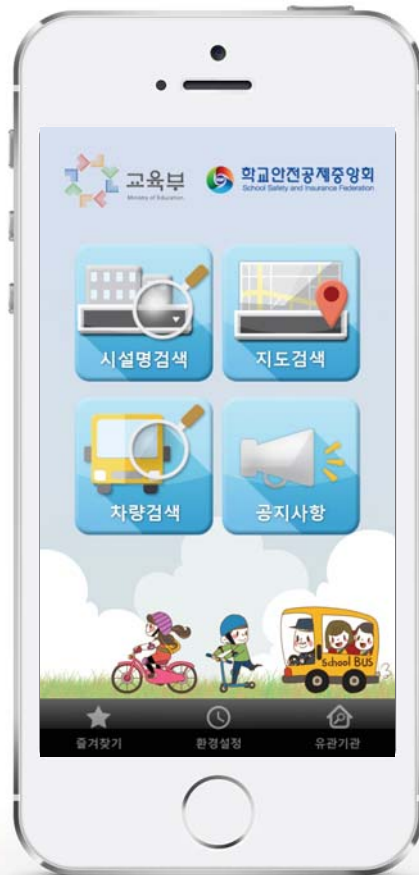 교육부
Ministry of Education
학교안전공제중앙회
School Safety and Insurance Federation
시설명검색
지도검색
차량검색
공지사항
School BUS
즐겨찾기
환경설정
유관기관